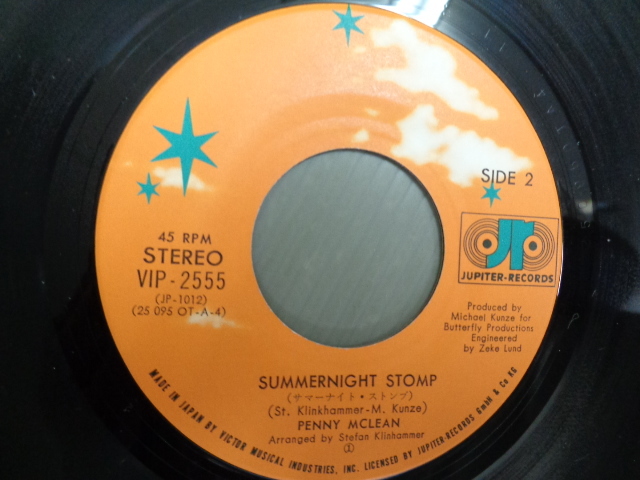 SIDE 2
45 RPM
STEREO
VIP-2555
(JP-1012)
(25 095 OT-A-4)
Jr
JUPITER-RECORDS
Produced by
Michael Kunze for
Butterfly Productions
Engineered
by Zeke Lund
SUMMERNIGHT STOMP
(サマーナイト・ストンプ)
(St. Klinkhammer-M. Kunze)
PENNY MCLEAN
Arranged by Stefan Klinhammer
MADE IN JAPAN BY VICTOR MUSICAL INDUSTRIES, INC. LICENSED BY JUPITER-RECORDS GmbH & Co KG